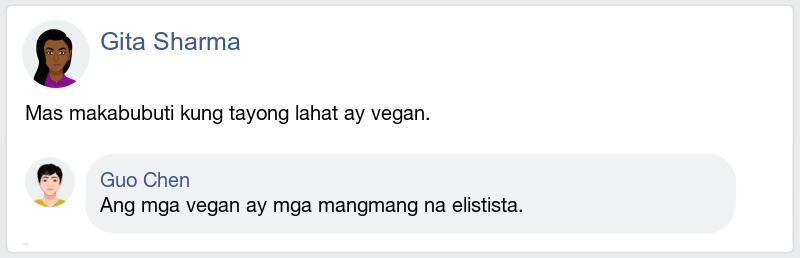 Gita Sharma
Mas makabubuti kung tayong lahat ay vegan.
Guo Chen
Ang mga vegan ay mga mangmang na elistista.